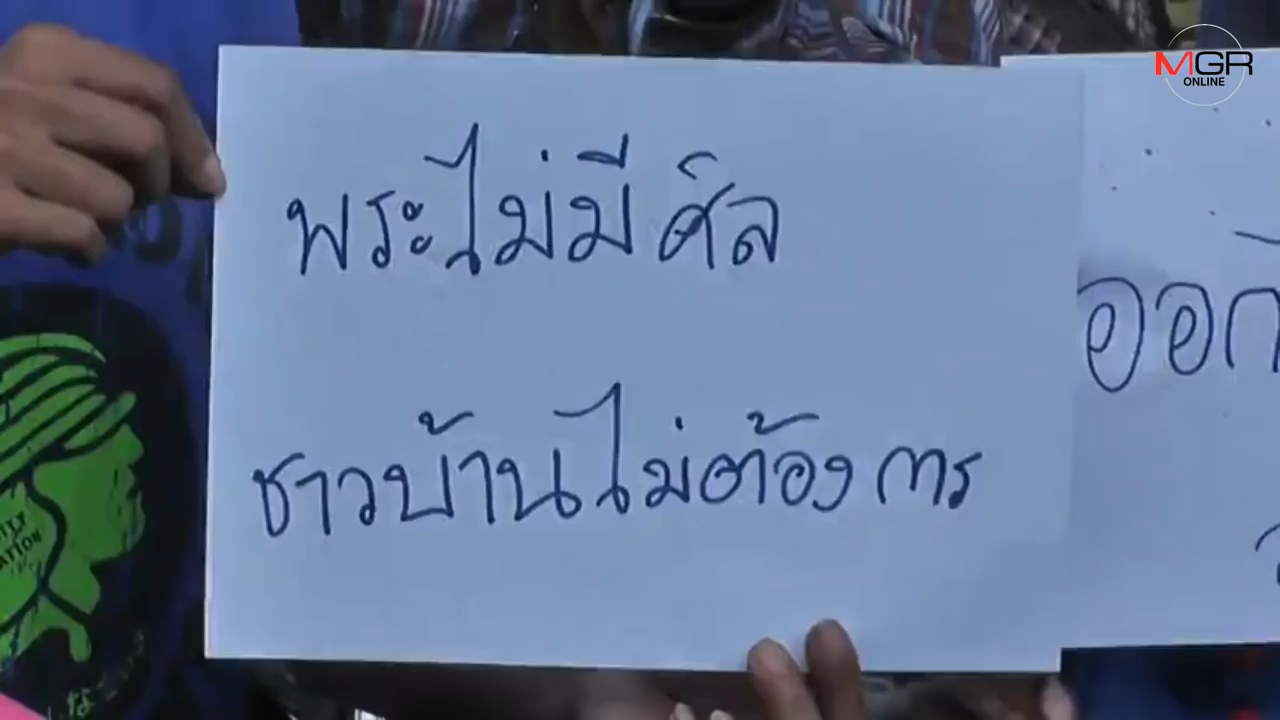 MGR
ONLINE
พระไม่มี ศีล
ชาวบ้านไม่ต้อง การ
ออก